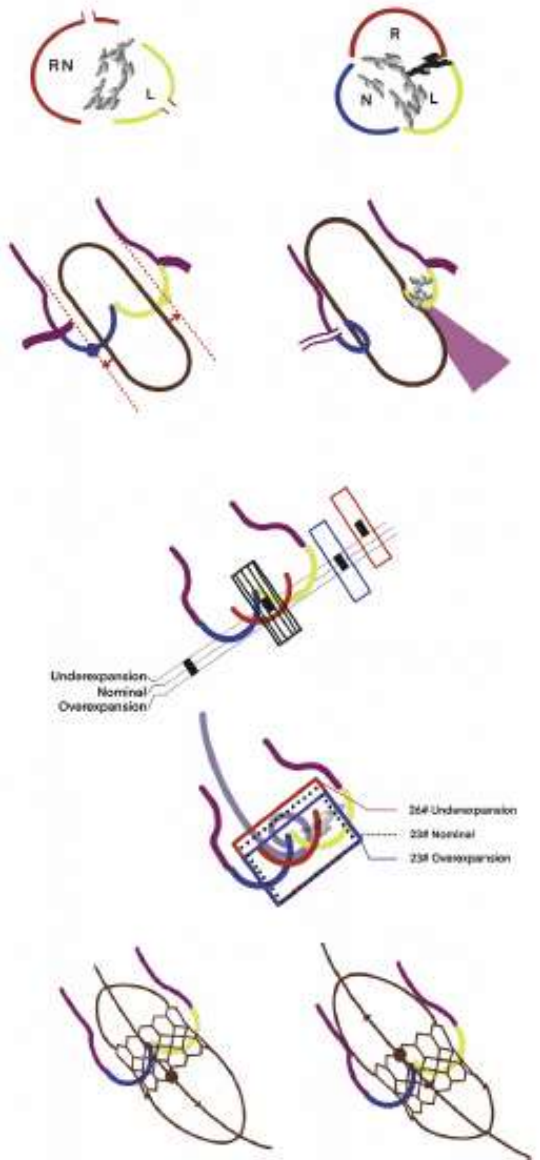 RN
L
R
N
L
Underexpansion
Nominal
Overexpansion
26# Underexpansion
23# Nominal
23# Overexpansion